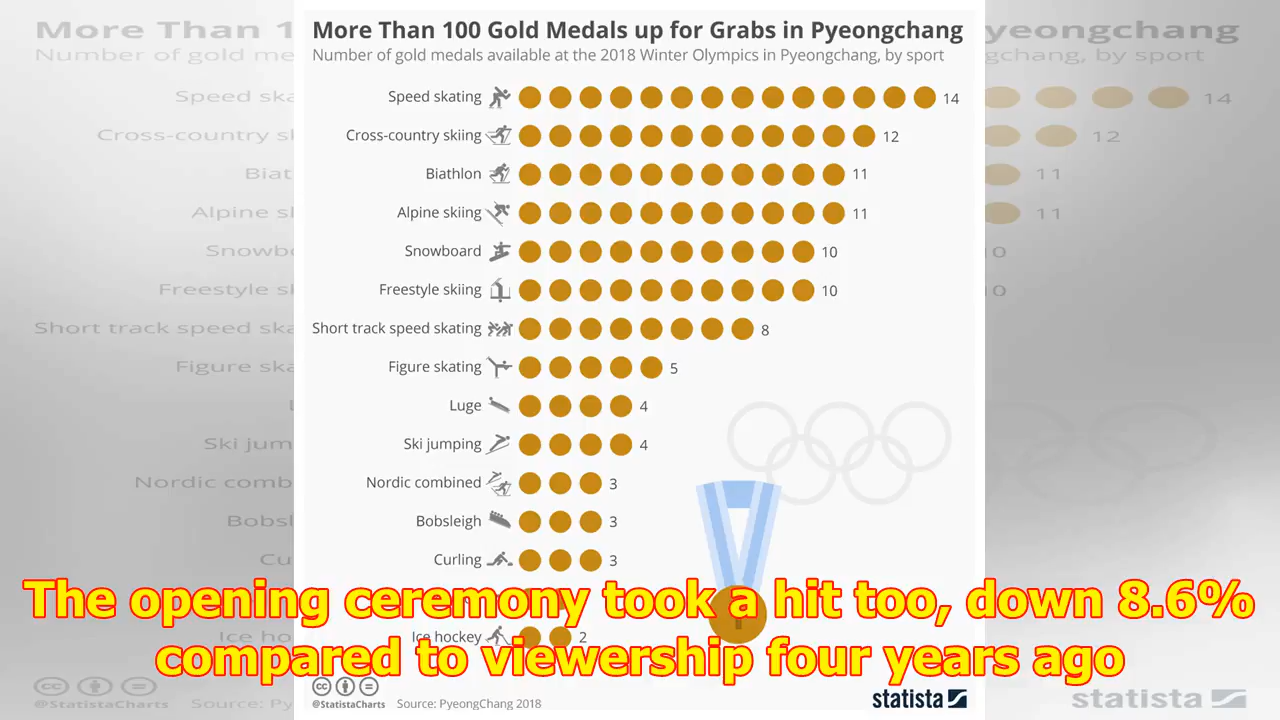 More Than 100 Gold Medals up for Grabs in Pyeongchang
Number of gold medals available at the 2018 Winter Olympics in Pyeongchang, by sport
Speed skating 14
Cross-country skiing 12
Biathlon 11
Alpine skiing 11
Snowboard 10
Freestyle skiing 10
Short track speed skating 8
Figure skating 5
Luge 4
Ski jumping 4
Nordic combined 3
Bobsleigh 3
Curling 3
The opening ceremony took a hit too, down 8.6%
Ice hockey 2
compared to viewership four years ago
@StatistaCharts Source: PyeongChang 2018
statista